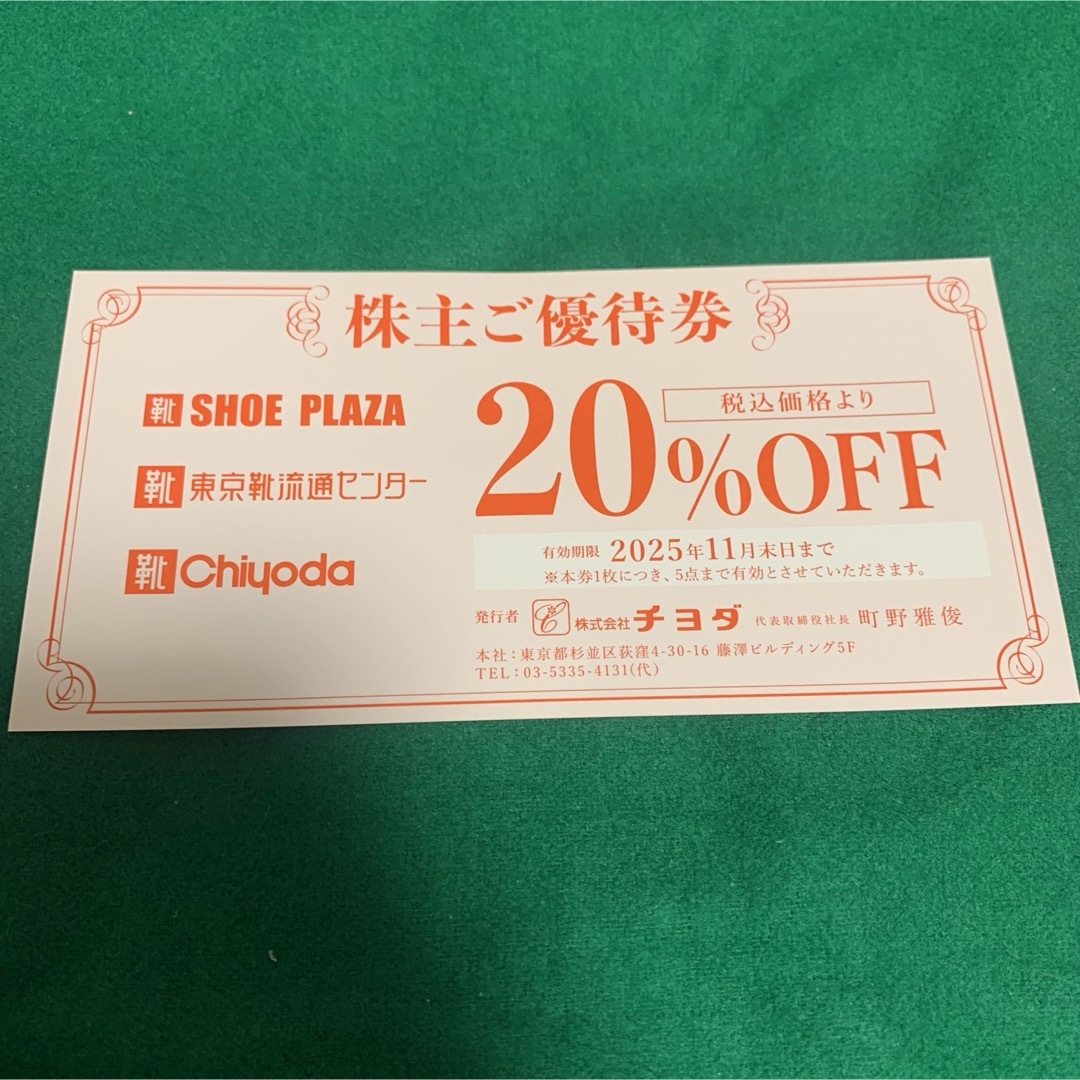 株主ご優待券
靴 SHOE PLAZA
靴 東京靴流通センター
靴 Chiyoda
税込価格より
20%OFF
有効期限 2025年11月末日まで
※本券1枚につき、5点まで有効とさせていただきます。
発行者 株式会社チヨダ 代表取締役社長 町野雅俊
本社：東京都杉並区荻窪4-30-16 藤澤ビルディング5F
TEL：03-5335-4131(代)